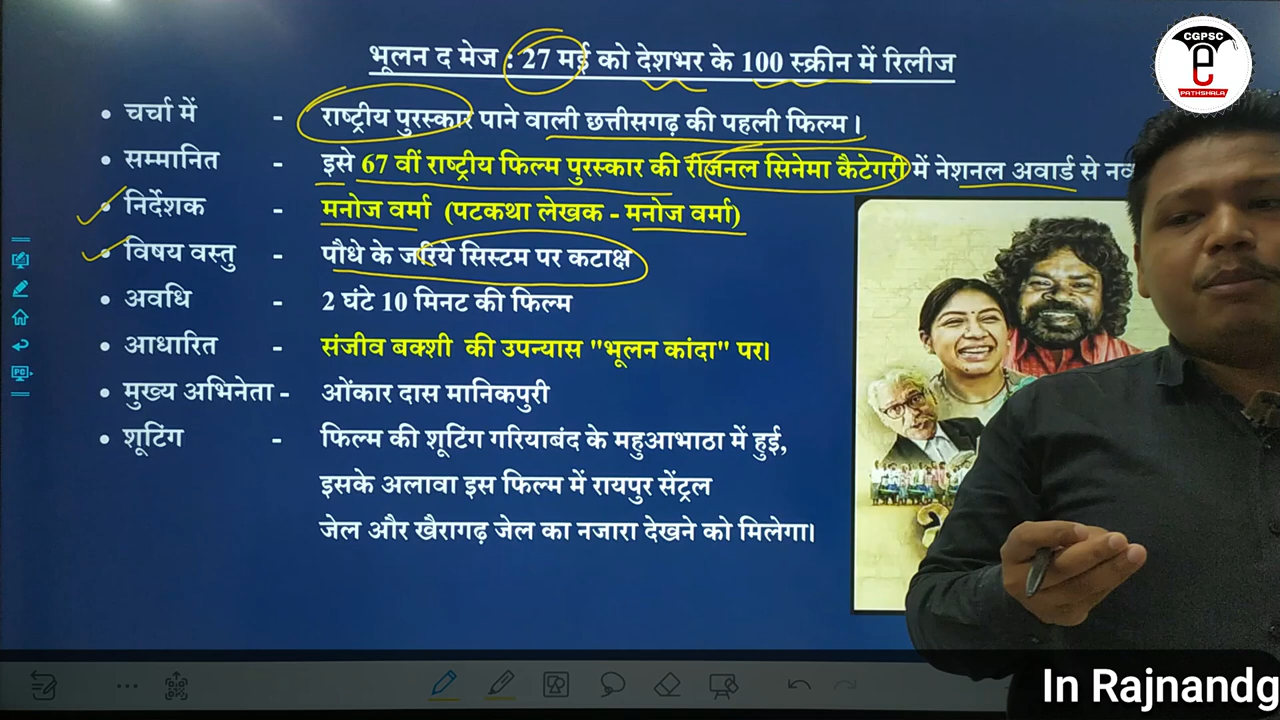 CGPSC
e
PATHSHALA
भूलन द मेज : 27 मई को देशभर के 100 स्क्रीन में रिलीज
• चर्चा में - राष्ट्रीय पुरस्कार पाने वाली छत्तीसगढ़ की पहली फिल्म।
• सम्मानित - इसे 67 वीं राष्ट्रीय फिल्म पुरस्कार की रीजनल सिनेमा कैटेगरी में नेशनल अवार्ड से
• निर्देशक - मनोज वर्मा (पटकथा लेखक - मनोज वर्मा)
• विषय वस्तु - पौधे के जरिये सिस्टम पर कटाक्ष
• अवधि - 2 घंटे 10 मिनट की फिल्म
• आधारित - संजीव बक्शी की उपन्यास "भूलन कांदा" पर।
• मुख्य अभिनेता - ओंकार दास मानिकपुरी
• शूटिंग - फिल्म की शूटिंग गरियाबंद के महुआभाठा में हुई,
इसके अलावा इस फिल्म में रायपुर सेंट्रल
जेल और खैरागढ़ जेल का नजारा देखने को मिलेगा।
In Rajnandg